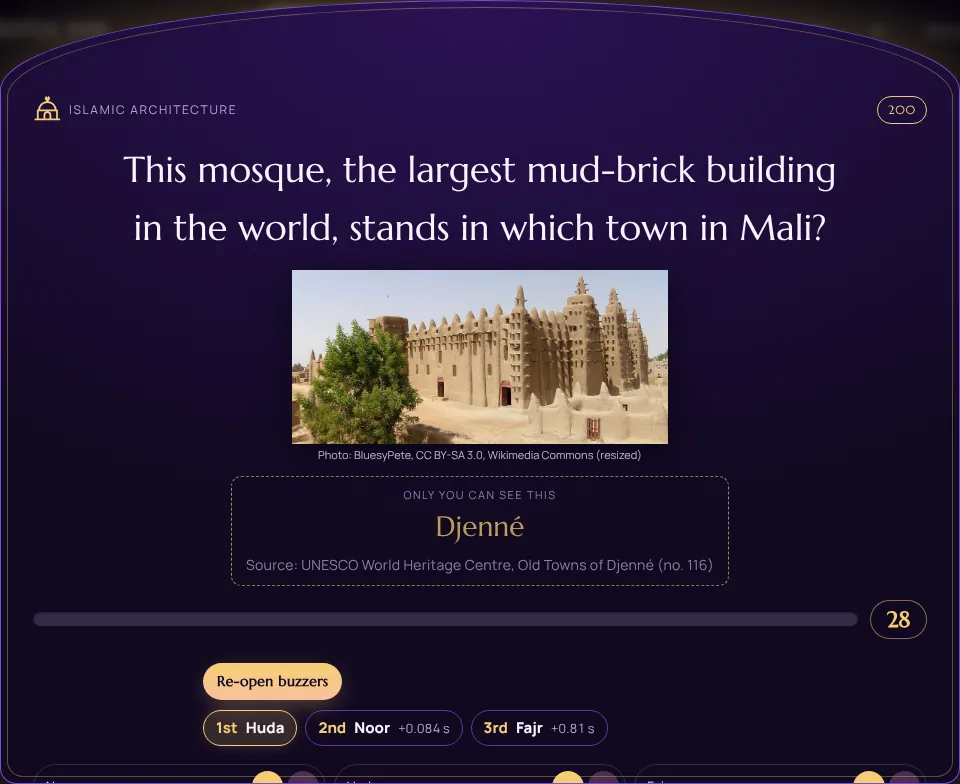 ISLAMIC ARCHITECTURE
200
This mosque, the largest mud-brick building
in the world, stands in which town in Mali?
Photo: BluesyPete, CC BY-SA 3.0, Wikimedia Commons (resized)
ONLY YOU CAN SEE THIS
Djenné
Source: UNESCO World Heritage Centre, Old Towns of Djenné (no. 116)
28
Re-open buzzers
1st Huda 2nd Noor +0.084 s 3rd Fajr +0.81 s